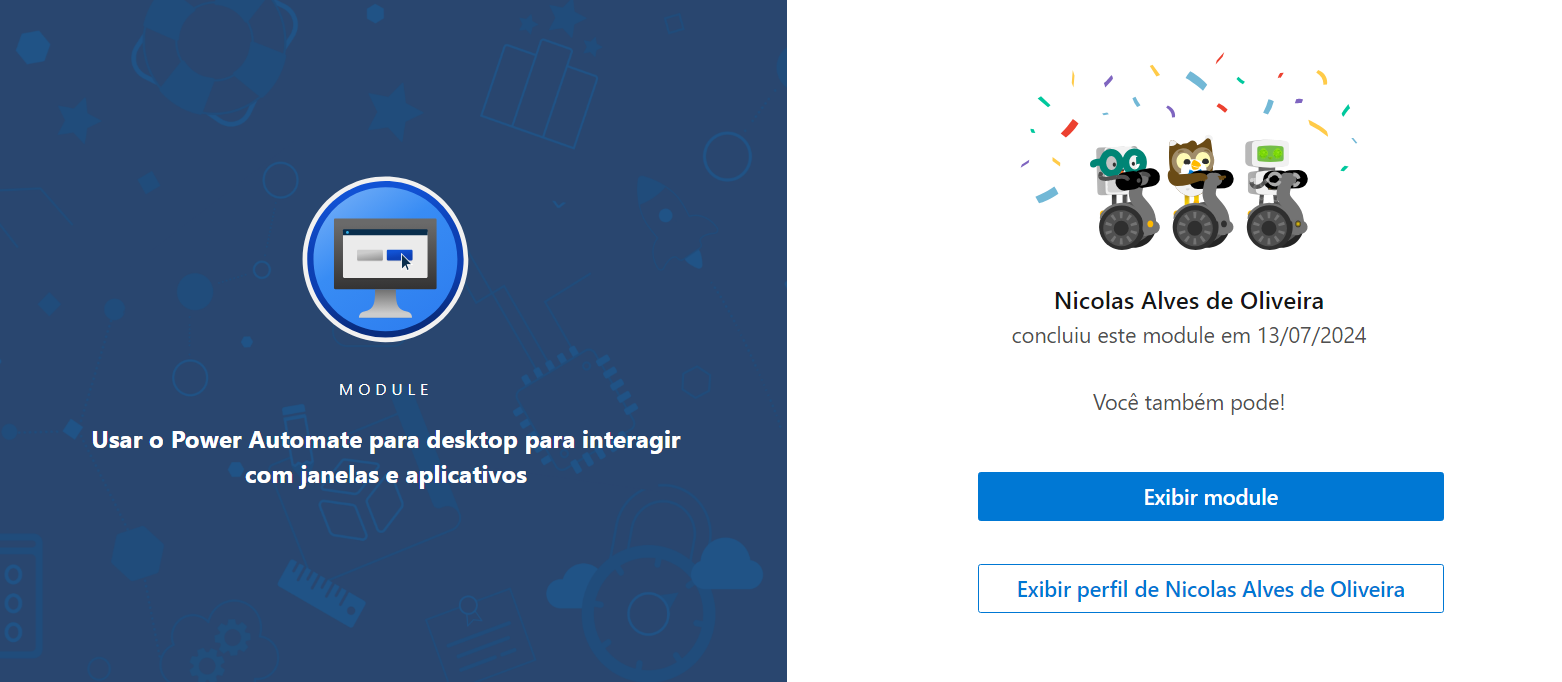 MODULE
Usar o Power Automate para desktop para interagir
com janelas e aplicativos
Nicolas Alves de Oliveira
concluiu este module em 13/07/2024
Você também pode!
Exibir module
Exibir perfil de Nicolas Alves de Oliveira